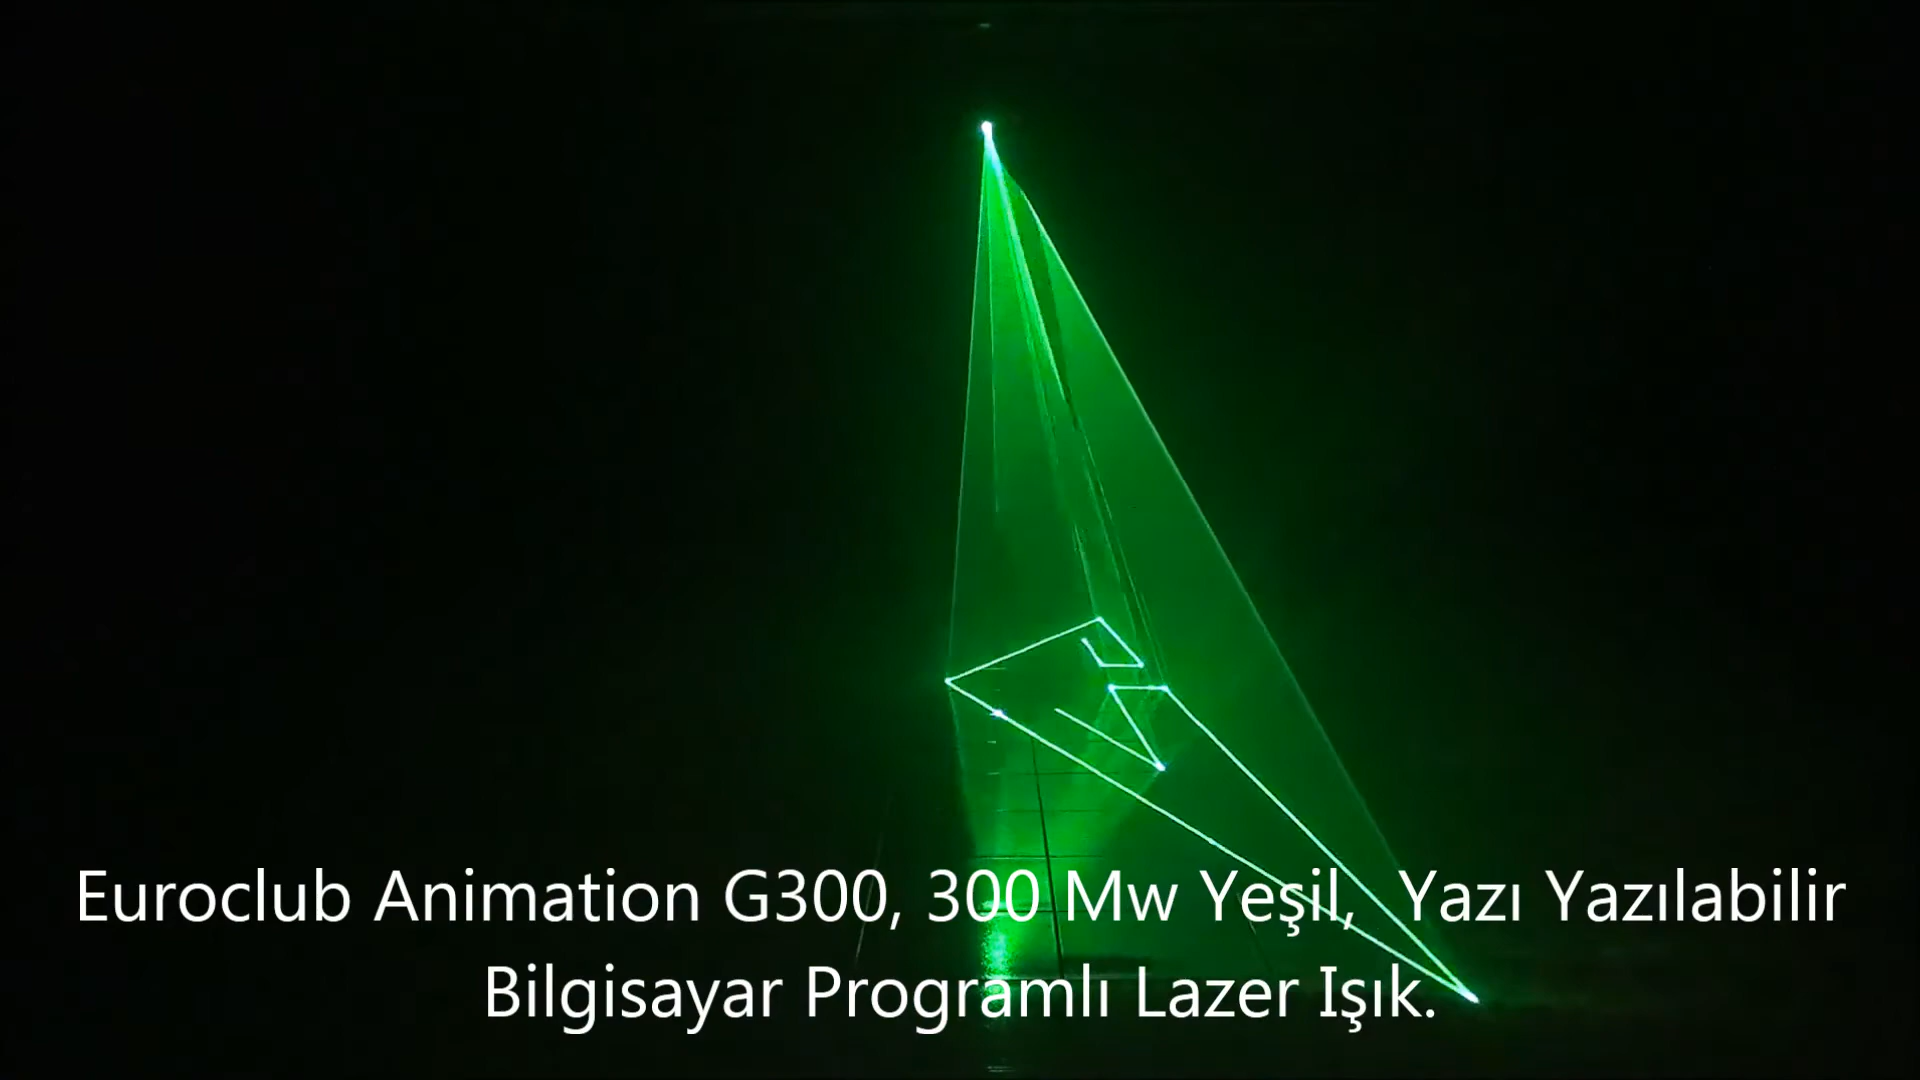 Euroclub Animation G300, 300 Mw Yeşil, Yazı Yazılabilir
Bilgisayar Programlı Lazer Işık.